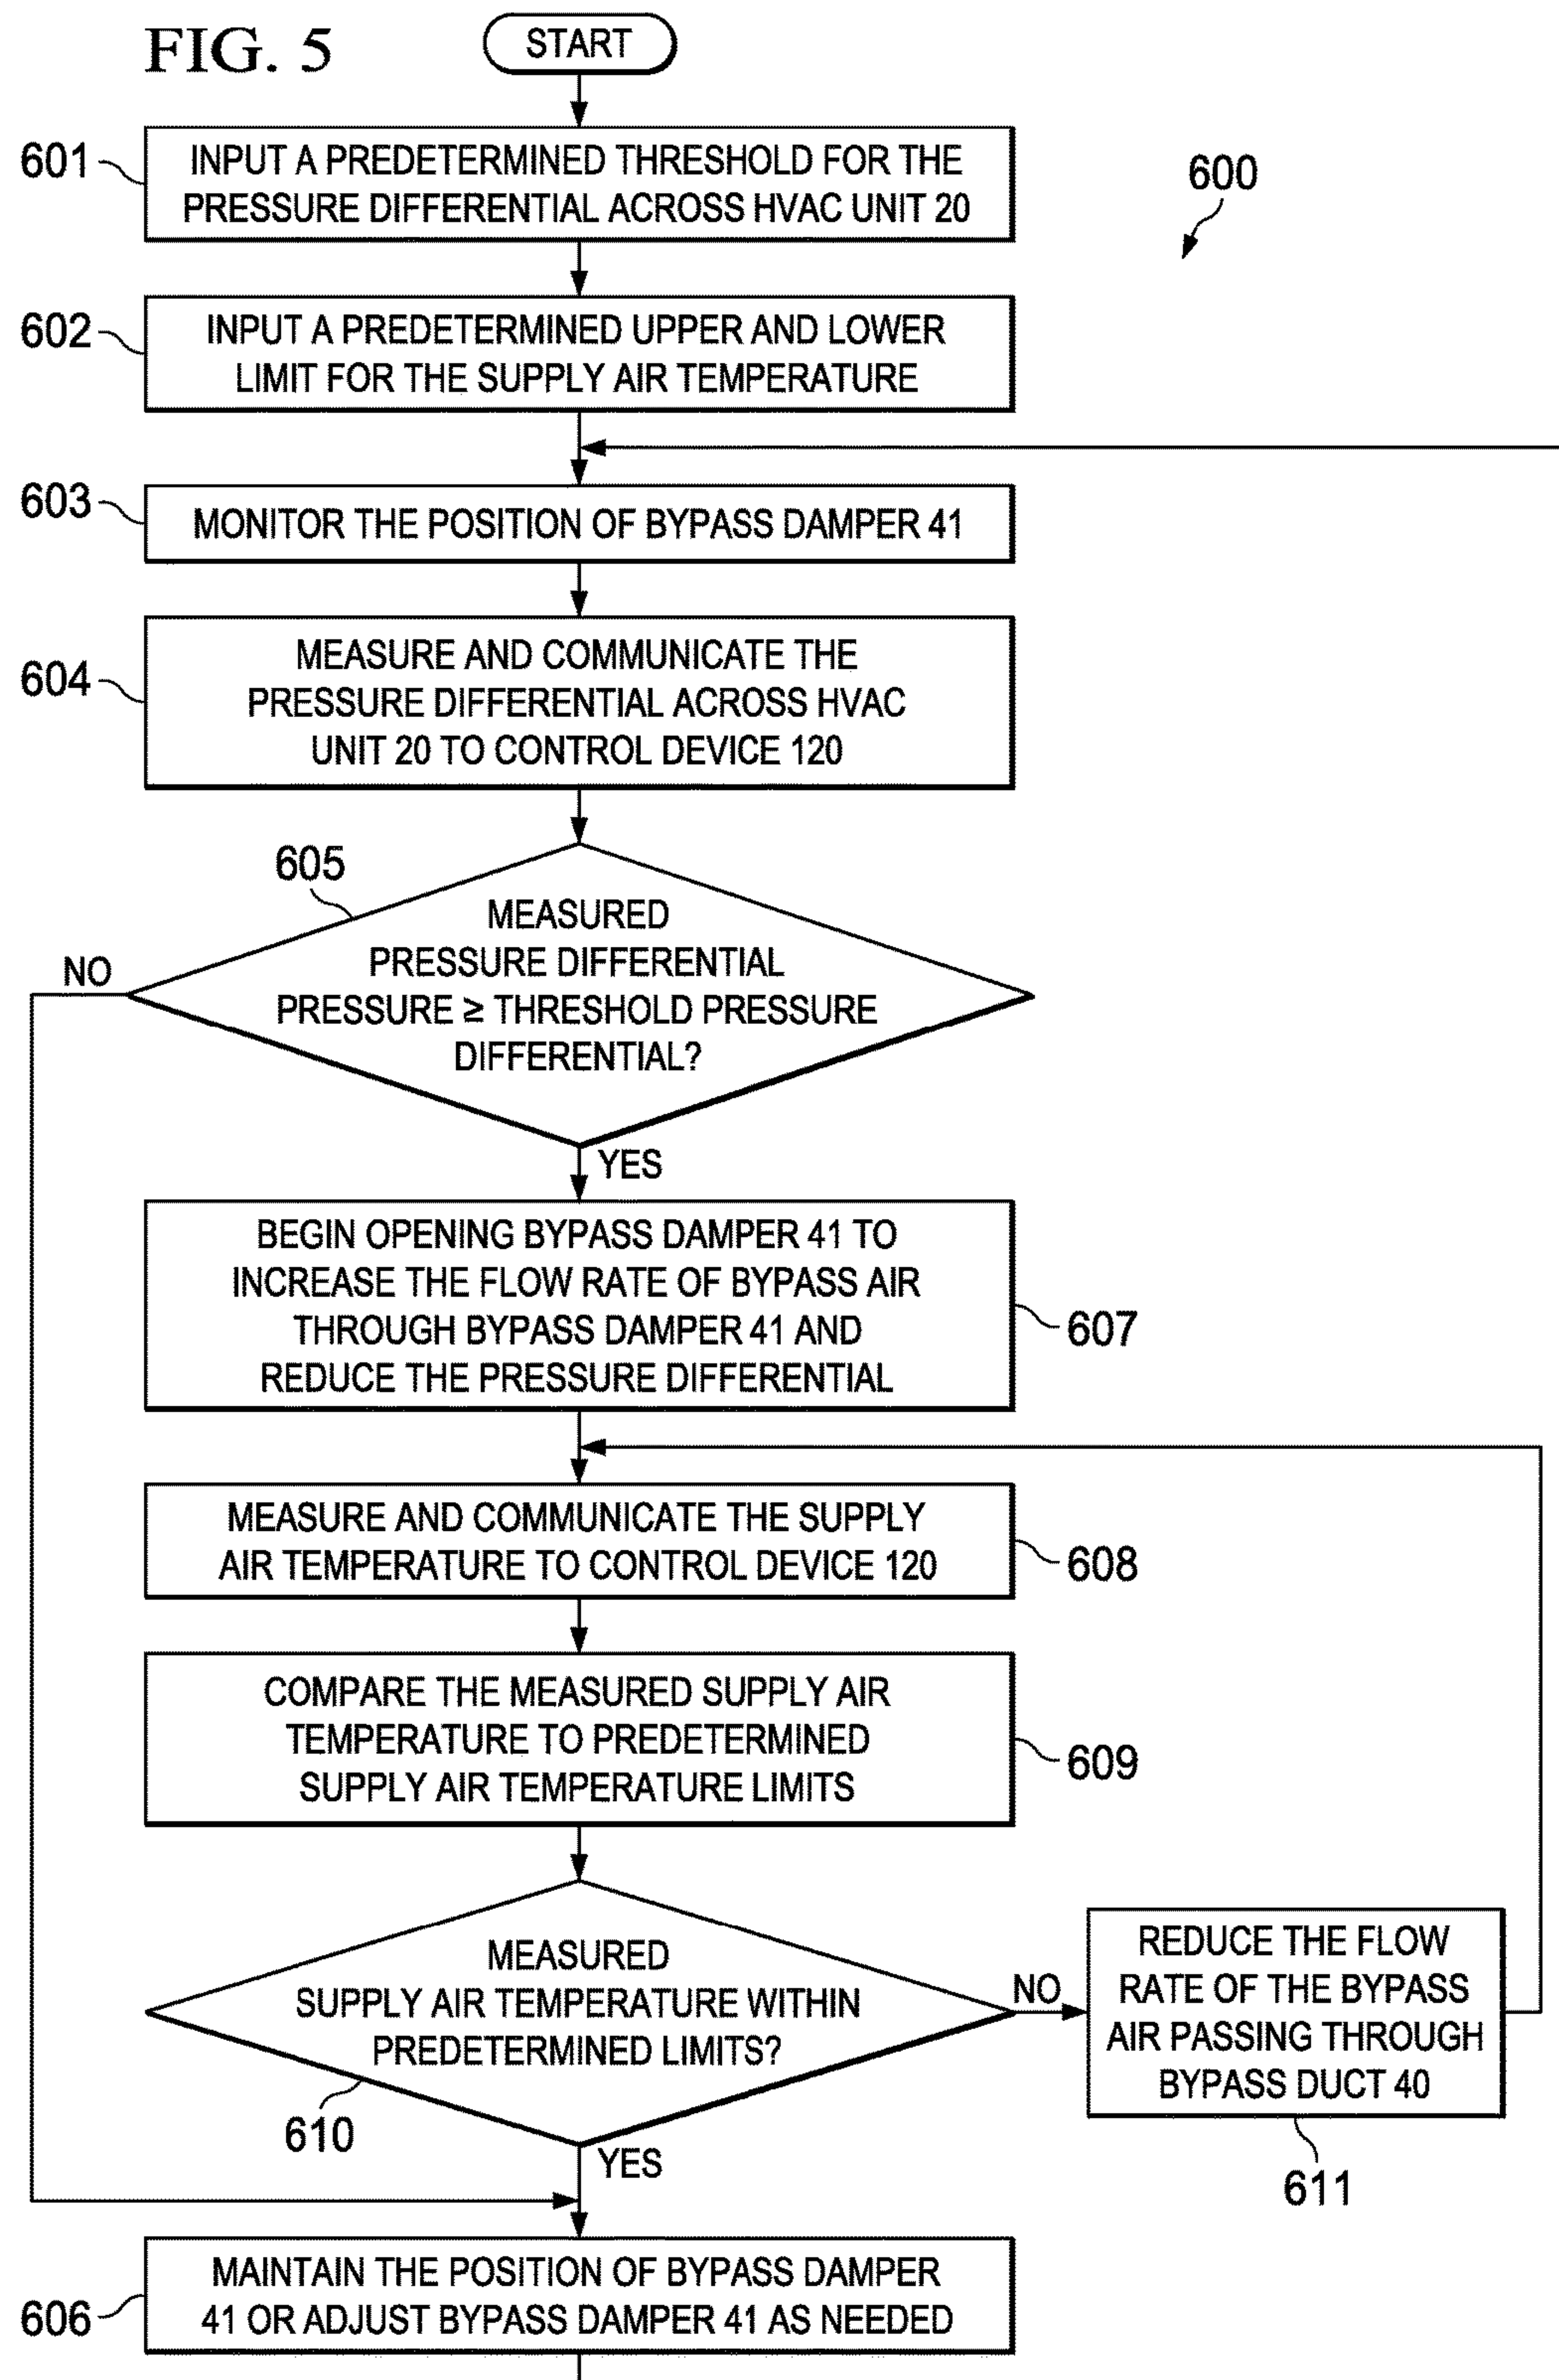 FIG. 5
START
601
INPUT A PREDETERMINED THRESHOLD FOR THE
PRESSURE DIFFERENTIAL ACROSS HVAC UNIT 20
600
602
INPUT A PREDETERMINED UPPER AND LOWER
LIMIT FOR THE SUPPLY AIR TEMPERATURE
603
MONITOR THE POSITION OF BYPASS DAMPER 41
604
MEASURE AND COMMUNICATE THE
PRESSURE DIFFERENTIAL ACROSS HVAC
UNIT 20 TO CONTROL DEVICE 120
605
MEASURED
PRESSURE DIFFERENTIAL
PRESSURE ≥ THRESHOLD PRESSURE
DIFFERENTIAL?
NO
YES
BEGIN OPENING BYPASS DAMPER 41 TO
INCREASE THE FLOW RATE OF BYPASS AIR
THROUGH BYPASS DAMPER 41 AND
REDUCE THE PRESSURE DIFFERENTIAL
607
MEASURE AND COMMUNICATE THE SUPPLY
AIR TEMPERATURE TO CONTROL DEVICE 120
608
COMPARE THE MEASURED SUPPLY AIR
TEMPERATURE TO PREDETERMINED
SUPPLY AIR TEMPERATURE LIMITS
609
MEASURED
SUPPLY AIR TEMPERATURE WITHIN
PREDETERMINED LIMITS?
610
NO
REDUCE THE FLOW
RATE OF THE BYPASS
AIR PASSING THROUGH
BYPASS DUCT 40
611
YES
606
MAINTAIN THE POSITION OF BYPASS DAMPER
41 OR ADJUST BYPASS DAMPER 41 AS NEEDED